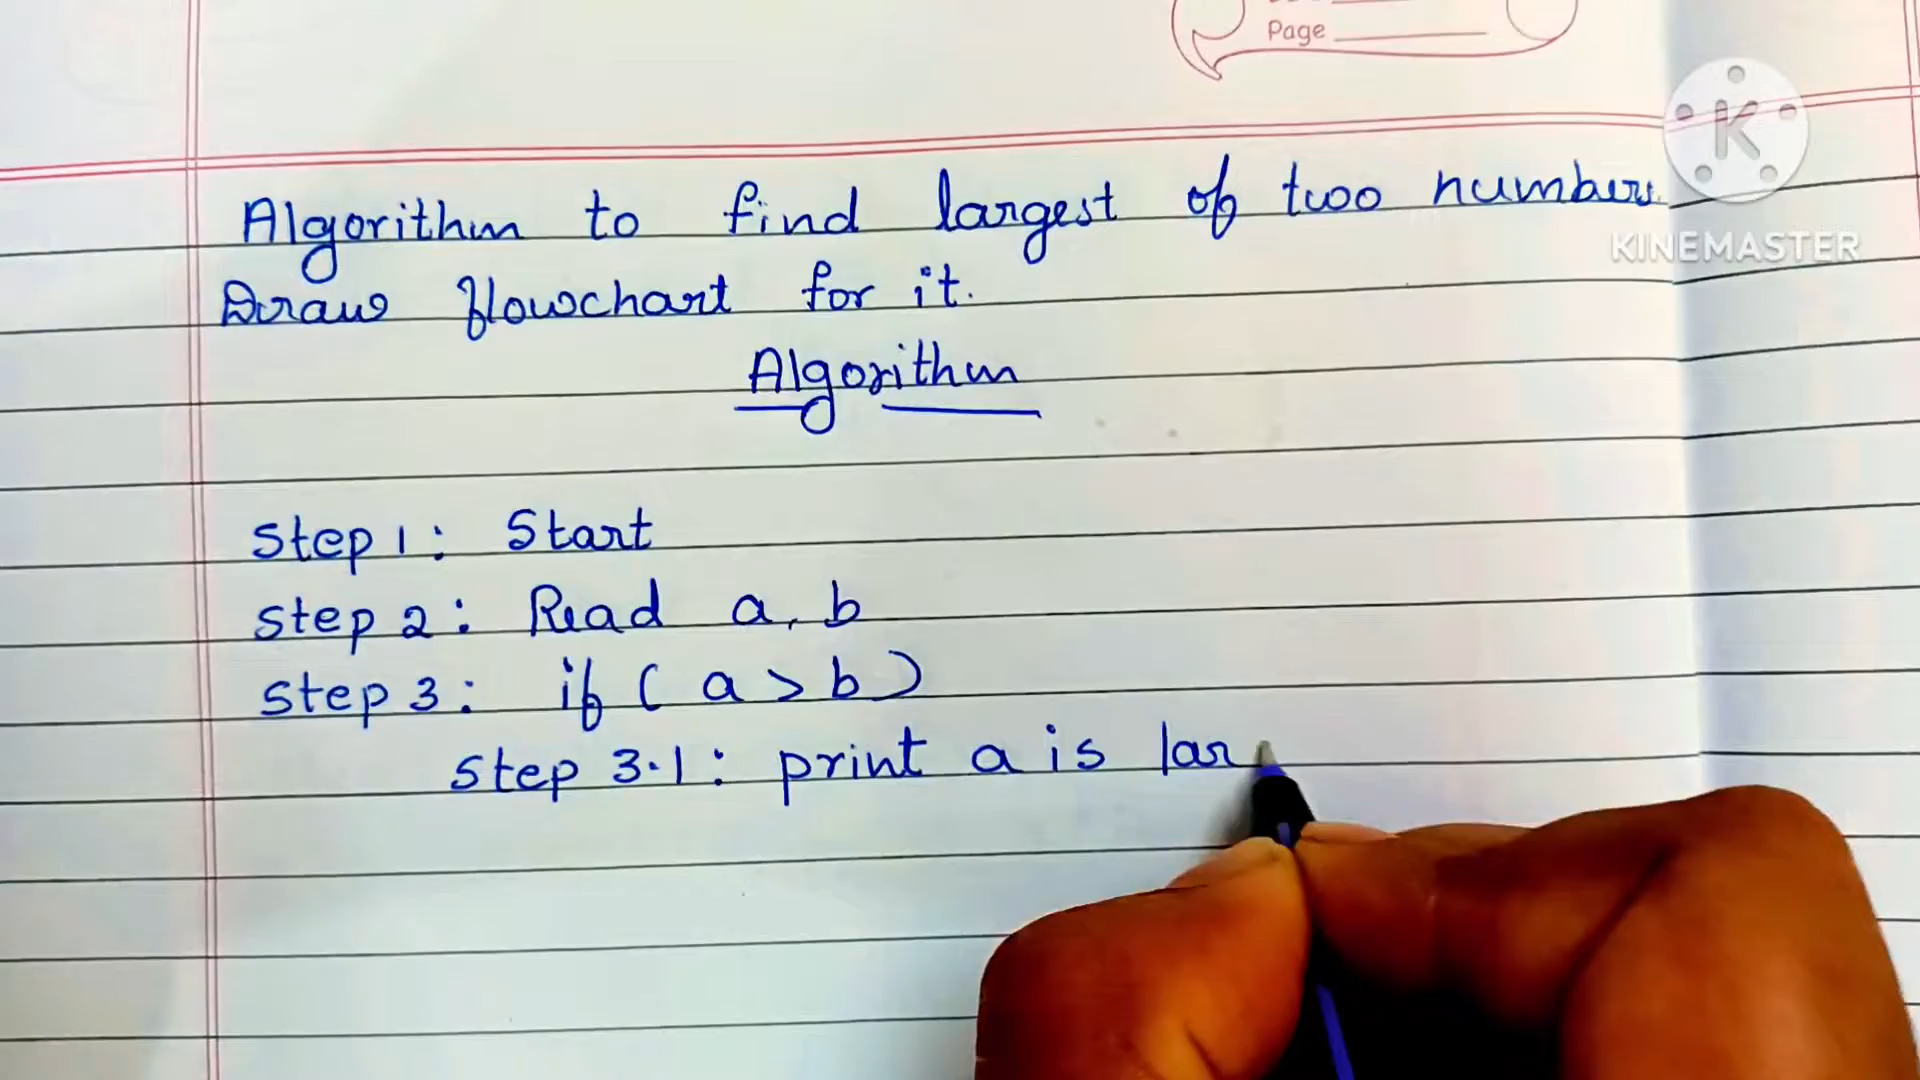 Page
K
Algorithm to find largest of two numbers.
KINEMASTER
Draw flowchart for it.
Algorithm
Step 1: Start
Step 2: Read a, b
Step 3: if (a > b)
Step 3.1: print a is lar